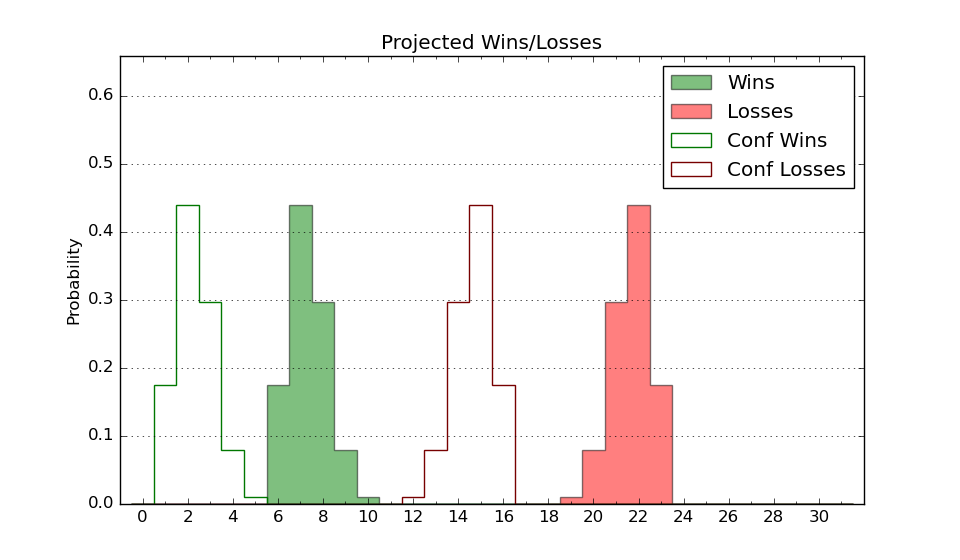 Projected Wins/Losses
Wins
Losses
Conf Wins
Conf Losses
Probability
0.6
0.5
0.4
0.3
0.2
0.1
0.0
0 2 4 6 8 10 12 14 16 18 20 22 24 26 28 30